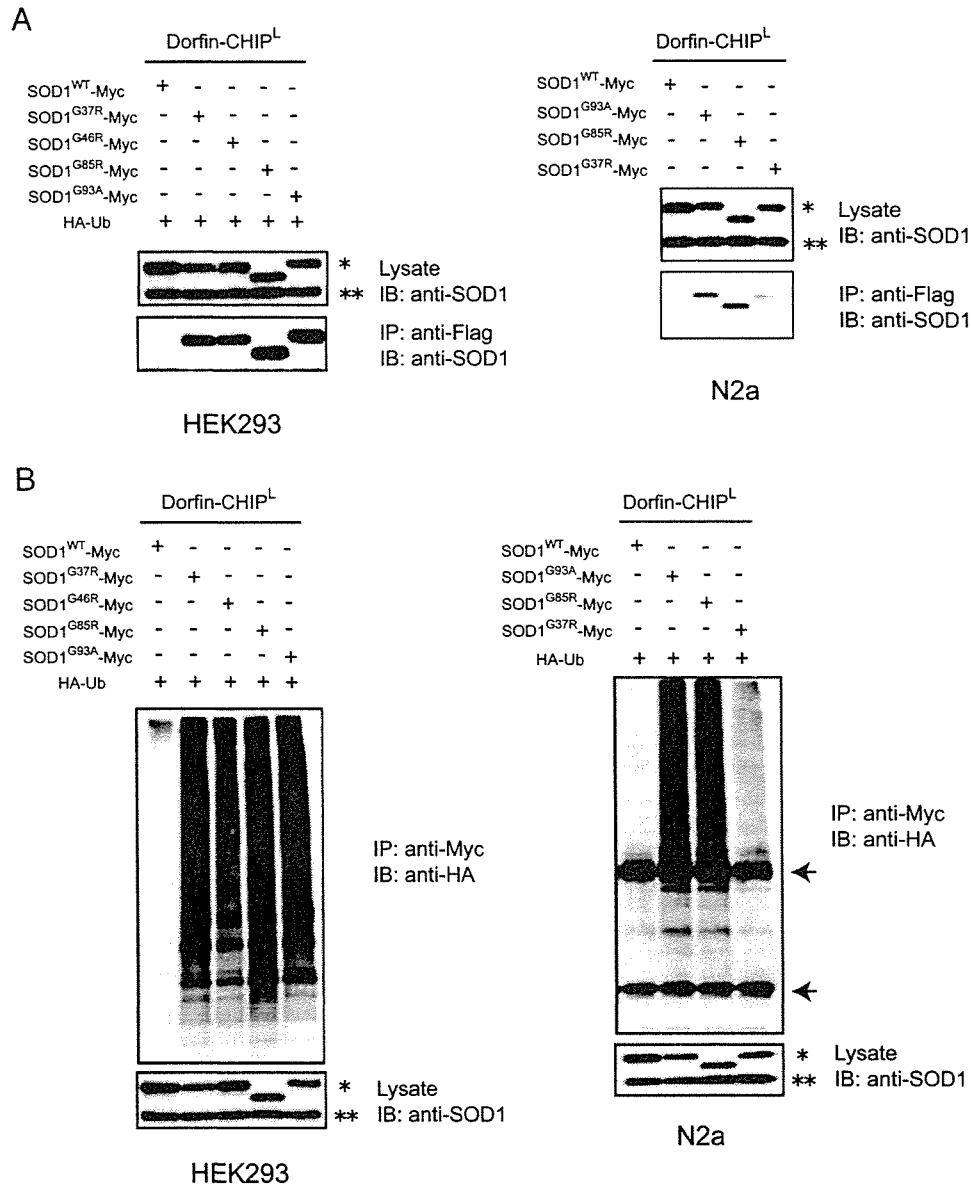 A
Dorfin-CHIP^L
SOD1^WT-Myc + - - - -
SOD1^G37R-Myc - + - - -
SOD1^G46R-Myc - - + - -
SOD1^G85R-Myc - - - + -
SOD1^G93A-Myc - - - - +
HA-Ub + + + + +
* Lysate
** IB: anti-SOD1
IP: anti-Flag
IB: anti-SOD1
HEK293
Dorfin-CHIP^L
SOD1^WT-Myc + - - -
SOD1^G93A-Myc - + - -
SOD1^G85R-Myc - - + -
SOD1^G37R-Myc - - - +
* Lysate
** IB: anti-SOD1
IP: anti-Flag
IB: anti-SOD1
N2a
B
Dorfin-CHIP^L
SOD1^WT-Myc + - - - -
SOD1^G37R-Myc - + - - -
SOD1^G46R-Myc - - + - -
SOD1^G85R-Myc - - - + -
SOD1^G93A-Myc - - - - +
HA-Ub + + + + +
IP: anti-Myc
IB: anti-HA
* Lysate
** IB: anti-SOD1
HEK293
Dorfin-CHIP^L
SOD1^WT-Myc + - - -
SOD1^G93A-Myc - + - -
SOD1^G85R-Myc - - + -
SOD1^G37R-Myc - - - +
HA-Ub + + + +
IP: anti-Myc
IB: anti-HA
* Lysate
** IB: anti-SOD1
N2a